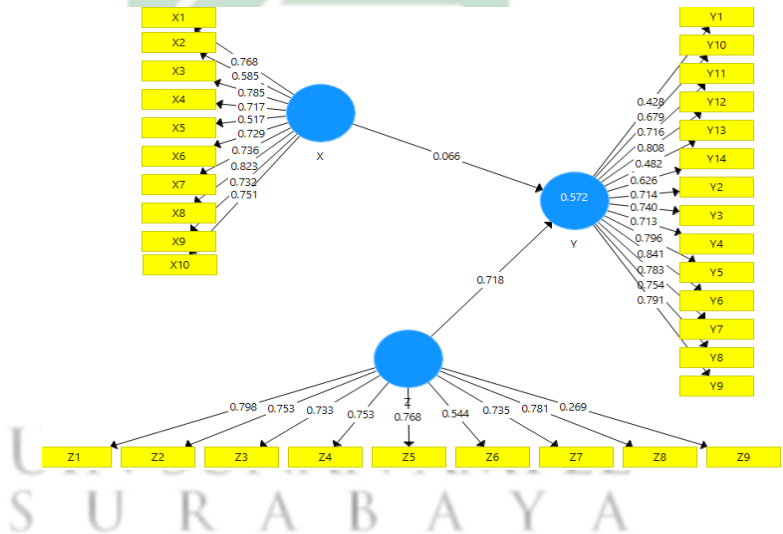 X1
X2
X3
X4
X5
X6
X7
X8
X9
X10
0.768
0.585
0.785
0.717
0.517
0.729
0.736
0.823
0.732
0.751
X
0.066
0.572
Y
0.718
Z
Y1
Y10
Y11
Y12
Y13
Y14
Y2
Y3
Y4
Y5
Y6
Y7
Y8
Y9
0.428
0.679
0.716
0.808
0.482
0.626
0.714
0.740
0.713
0.796
0.841
0.783
0.754
0.791
0.798 0.753 0.733 0.753 0.768 0.544 0.735 0.781 0.269
Z1 Z2 Z3 Z4 Z5 Z6 Z7 Z8 Z9
S U R A B A Y A